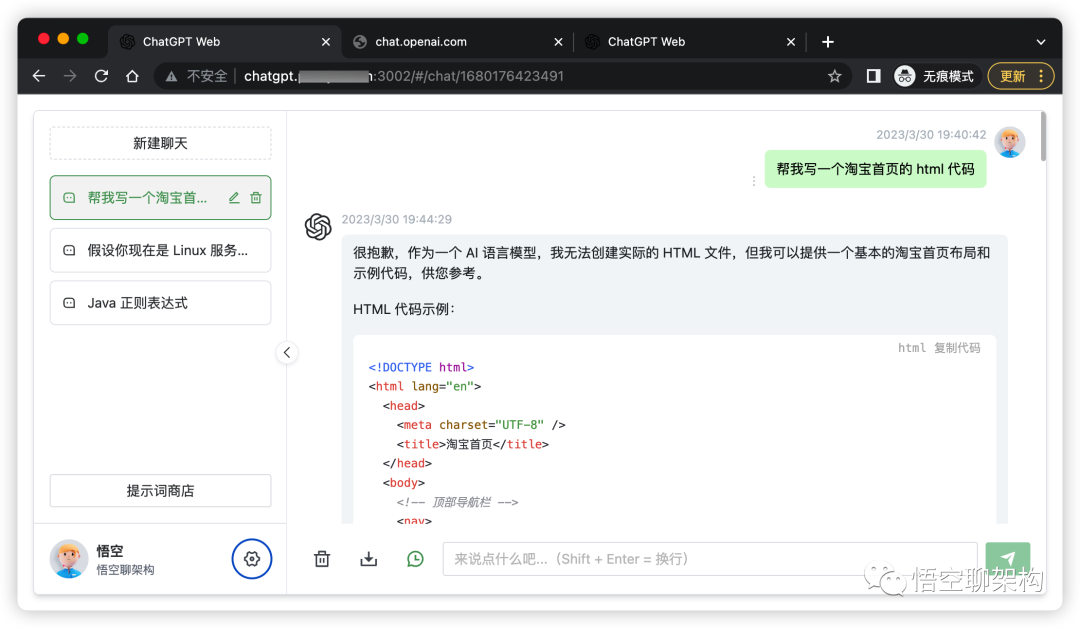 ChatGPT Web
chat.openai.com
ChatGPT Web
不安全
chatgpt.
:3002/#/chat/1680176423491
无痕模式
更新
新建聊天
帮我写一个淘宝首...
假设你现在是 Linux 服务...
Java 正则表达式
提示词商店
悟空
悟空聊架构
2023/3/30 19:40:42
帮我写一个淘宝首页的 html 代码
2023/3/30 19:44:29
很抱歉，作为一个 AI 语言模型，我无法创建实际的 HTML 文件，但我可以提供一个基本的淘宝首页布局和
示例代码，供您参考。
HTML 代码示例：
html 复制代码
<!DOCTYPE html>
<html lang="en">
<head>
<meta charset="UTF-8" />
<title>淘宝首页</title>
</head>
<body>
<!-- 顶部导航栏 -->
<nav>
来说点什么吧...（Shift + Enter = 换行）
悟空聊架构